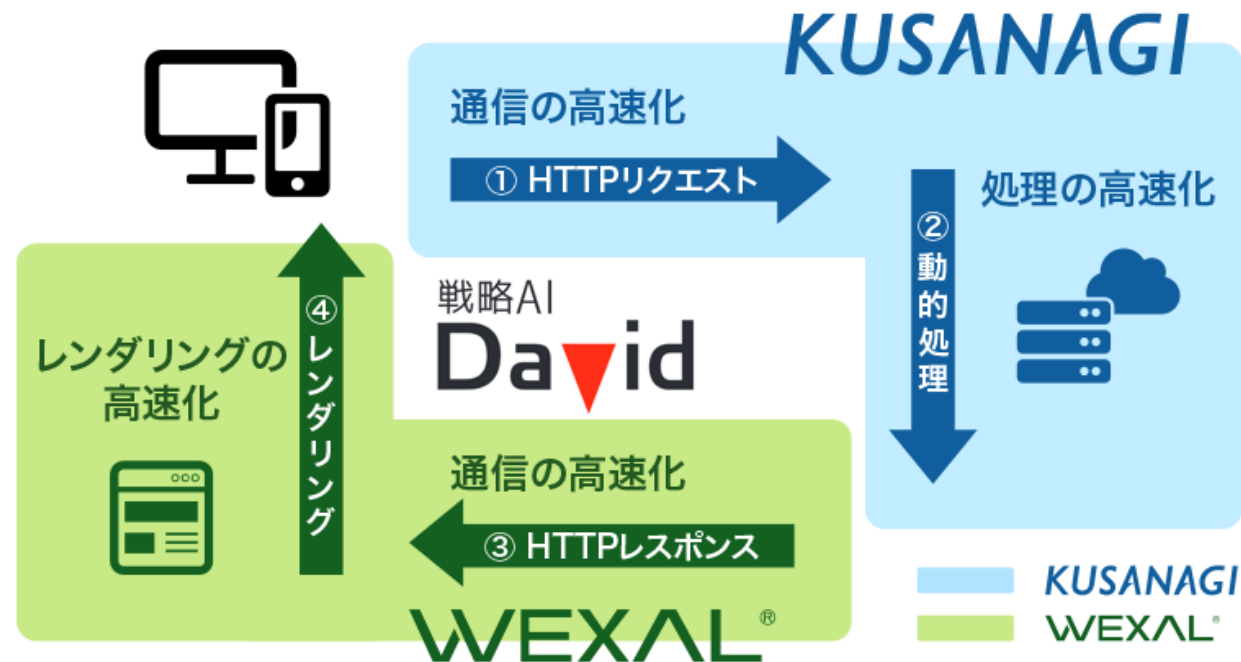 KUSANAGI
通信の高速化
① HTTPリクエスト
処理の高速化
②動的処理
戦略AI
David
レンダリングの
高速化
④レンダリング
通信の高速化
③ HTTPレスポンス
WEXAL®
KUSANAGI
WEXAL®